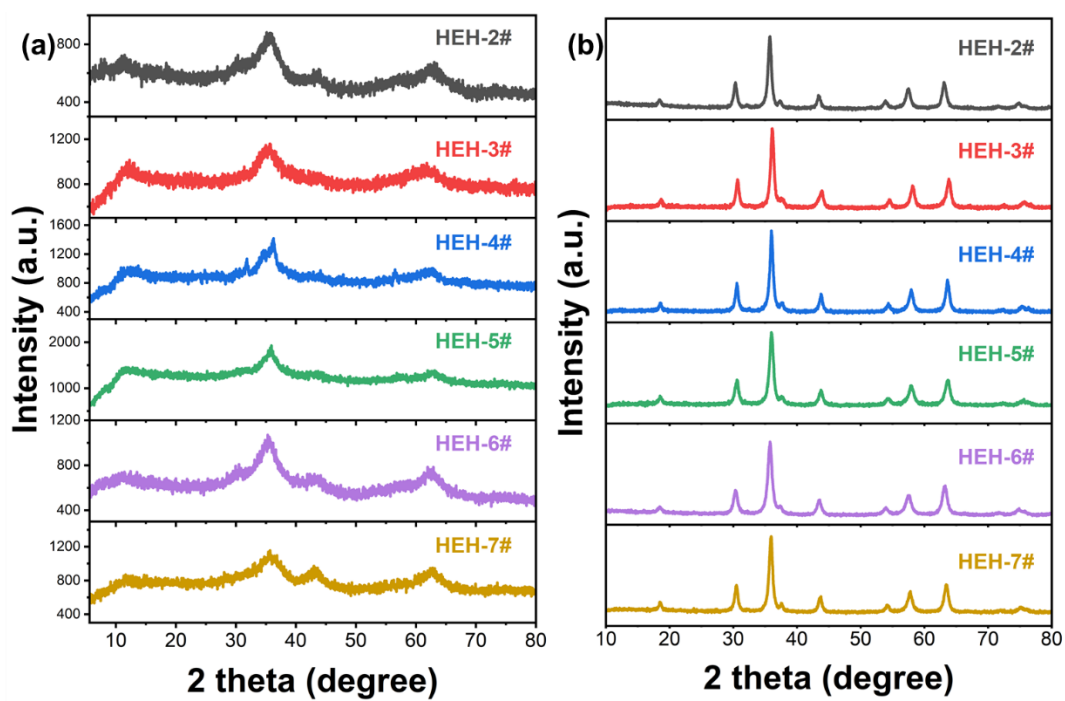 (a)
Intensity (a.u.)
800
400
HEH-2#
1200
800
HEH-3#
1600
1200
800
400
HEH-4#
2000
1000
HEH-5#
1200
800
400
HEH-6#
1200
800
400
HEH-7#
10 20 30 40 50 60 70 80
2 theta (degree)
(b)
Intensity (a.u.)
HEH-2#
HEH-3#
HEH-4#
HEH-5#
HEH-6#
HEH-7#
10 20 30 40 50 60 70 80
2 theta (degree)